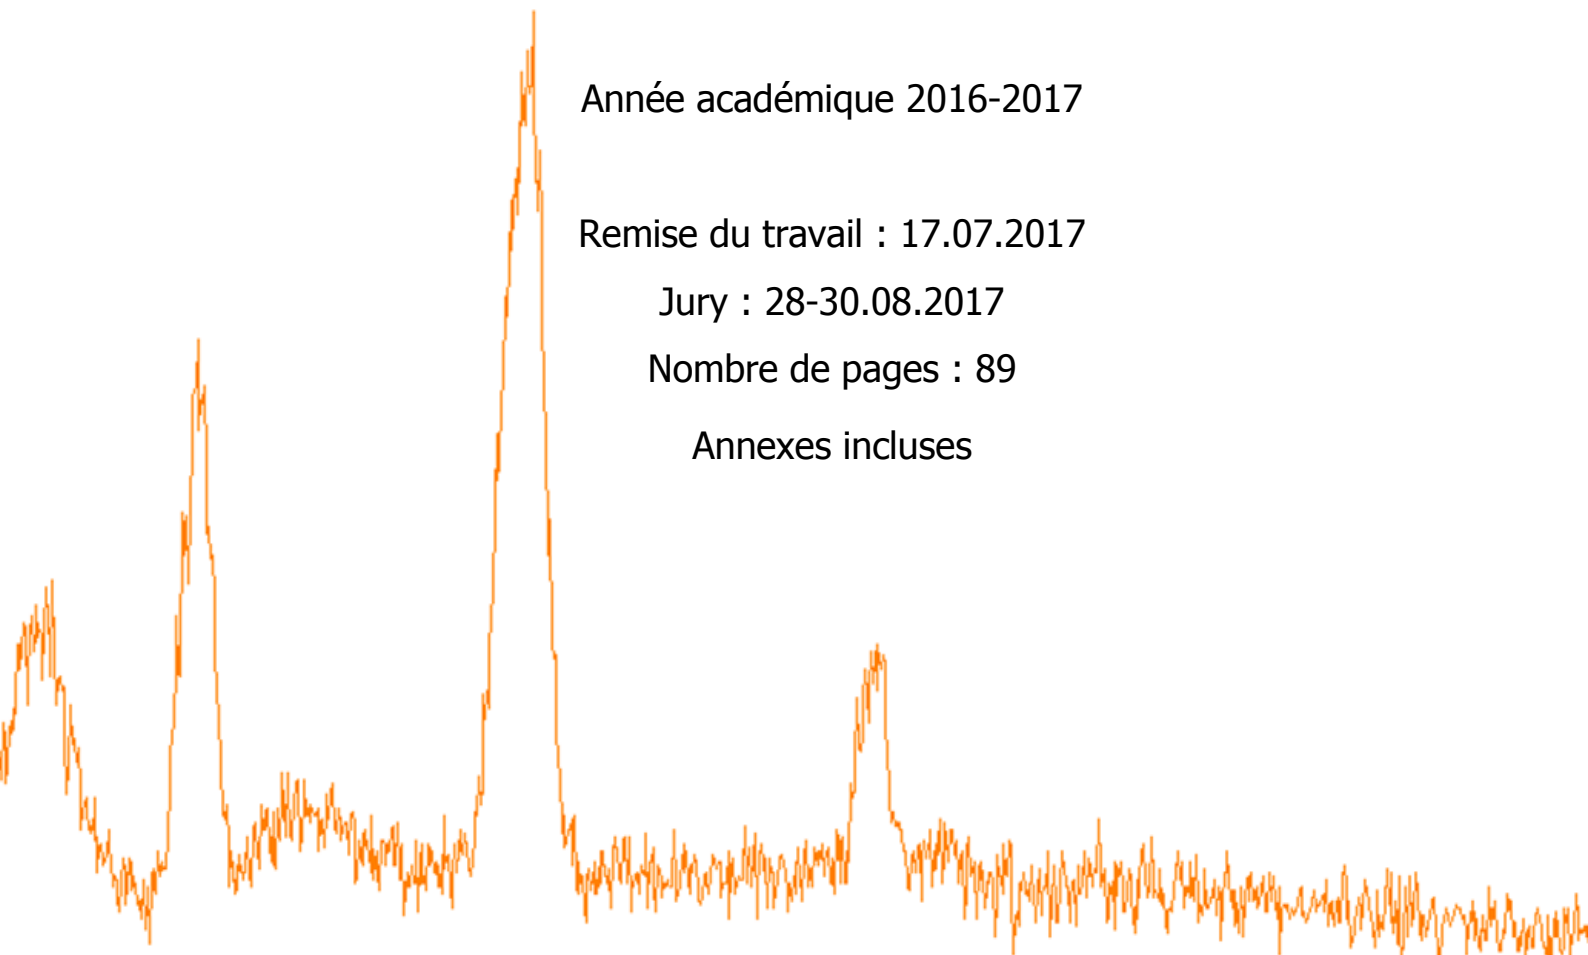 Année académique 2016-2017
Remise du travail : 17.07.2017
Jury : 28-30.08.2017
Nombre de pages : 89
Annexes incluses